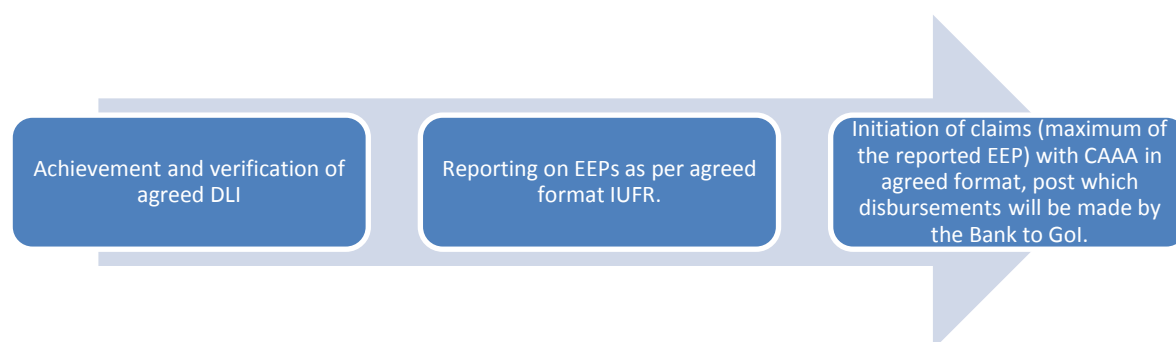 Achievement and verification of
agreed DLI
Reporting on EEPs as per agreed
format IUFR.
Initiation of claims (maximum of
the reported EEP) with CAAA in
agreed format, post which
disbursements will be made by
the Bank to GoI.